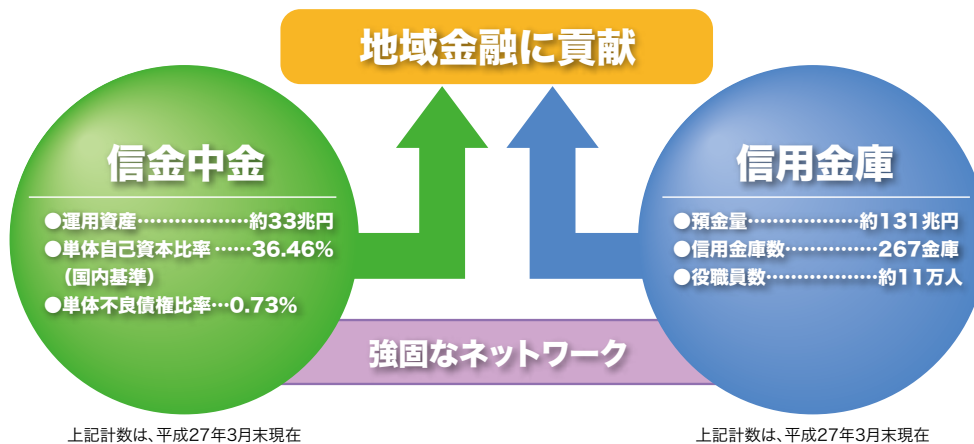 地域金融に貢献
信金中金
●運用資産………………約33兆円
●単体自己資本比率……36.46%
（国内基準）
●単体不良債権比率…0.73%
信用金庫
●預金量………………約131兆円
●信用金庫数……………267金庫
●役職員数………………約11万人
強固なネットワーク
上記計数は、平成27年3月末現在
上記計数は、平成27年3月末現在